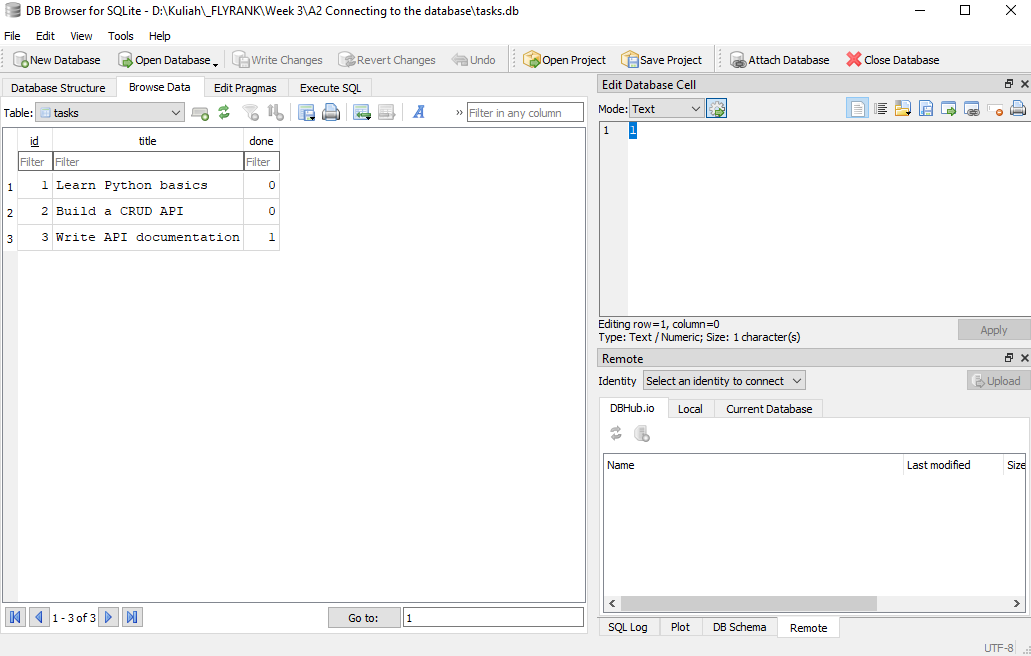 DB Browser for SQLite - D:\Kuliah\_FLYRANK\Week 3\A2 Connecting to the database\tasks.db
File Edit View Tools Help
New Database Open Database Write Changes Revert Changes Undo Open Project Save Project Attach Database Close Database
Database Structure Browse Data Edit Pragmas Execute SQL
Table: tasks » Filter in any column
id title done
Filter Filter Filter
1 1 Learn Python basics 0
2 2 Build a CRUD API 0
3 3 Write API documentation 1
1 - 3 of 3 Go to: 1
Edit Database Cell
Mode: Text
1 1
Editing row=1, column=0
Type: Text / Numeric; Size: 1 character(s)
Apply
Remote
Identity Select an identity to connect Upload
DBHub.io Local Current Database
Name Last modified Size
SQL Log Plot DB Schema Remote
UTF-8